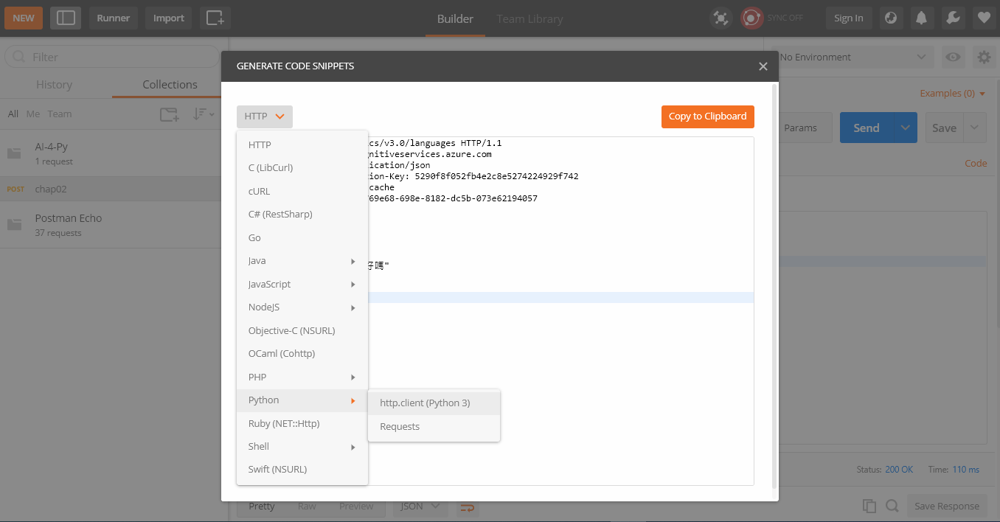 NEW
Runner
Import
Builder
Team Library
SYNC OFF
Sign In
Filter
History
Collections
All Me Team
AI-4-Py
1 request
POST chap02
Postman Echo
37 requests
No Environment
Examples (0)
Params
Send
Save
Code
GENERATE CODE SNIPPETS
HTTP
Copy to Clipboard
cs/v3.0/languages HTTP/1.1
gnitiveservices.azure.com
ication/json
ion-Key: 5290f8f052fb4e2c8e5274224929f742
cache
69e68-698e-8182-dc5b-073e62194057
好嗎"
HTTP
C (LibCurl)
cURL
C# (RestSharp)
Go
Java
JavaScript
NodeJS
Objective-C (NSURL)
OCaml (Cohttp)
PHP
Python
http.client (Python 3)
Requests
Ruby (NET::Http)
Shell
Swift (NSURL)
Status: 200 OK Time: 110 ms
Pretty Raw Preview JSON
Save Response